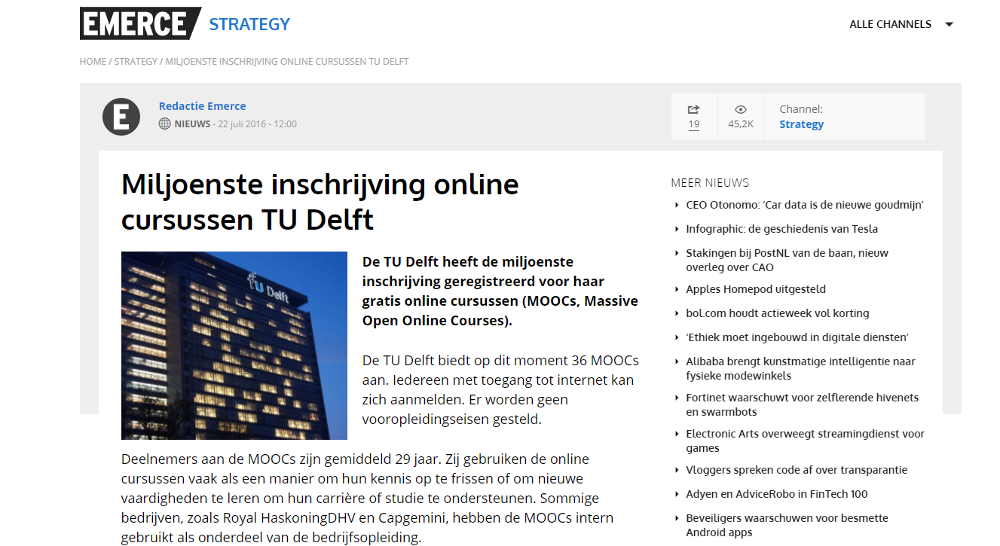 EMERCE STRATEGY
ALLE CHANNELS
HOME / STRATEGY / MILJOENSTE INSCHRIJVING ONLINE CURSUSSEN TU DELFT
E
Redactie Emerce
NIEUWS - 22 juli 2016 - 12:00
19
45,2K
Channel:
Strategy
Miljoenste inschrijving online
cursussen TU Delft
TU Delft
De TU Delft heeft de miljoenste
inschrijving geregistreerd voor haar
gratis online cursussen (MOOCs, Massive
Open Online Courses).
De TU Delft biedt op dit moment 36 MOOCs
aan. Iedereen met toegang tot internet kan
zich aanmelden. Er worden geen
vooropleidingseisen gesteld.
Deelnemers aan de MOOCs zijn gemiddeld 29 jaar. Zij gebruiken de online
cursussen vaak als een manier om hun kennis op te frissen of om nieuwe
vaardigheden te leren om hun carrière of studie te ondersteunen. Sommige
bedrijven, zoals Royal HaskoningDHV en Capgemini, hebben de MOOCs intern
gebruikt als onderdeel van de bedrijfsopleiding.
MEER NIEUWS
CEO Otonomo: ‘Car data is de nieuwe goudmijn’
Infographic: de geschiedenis van Tesla
Stakingen bij PostNL van de baan, nieuw
overleg over CAO
Apples Homepod uitgesteld
bol.com houdt actieweek vol korting
‘Ethiek moet ingebouwd in digitale diensten’
Alibaba brengt kunstmatige intelligentie naar
fysieke modewinkels
Fortinet waarschuwt voor zelflerende hivenets
en swarmbots
Electronic Arts overweegt streamingdienst voor
games
Vloggers spreken code af over transparantie
Adyen en AdviceRobo in FinTech 100
Beveiligers waarschuwen voor besmette
Android apps